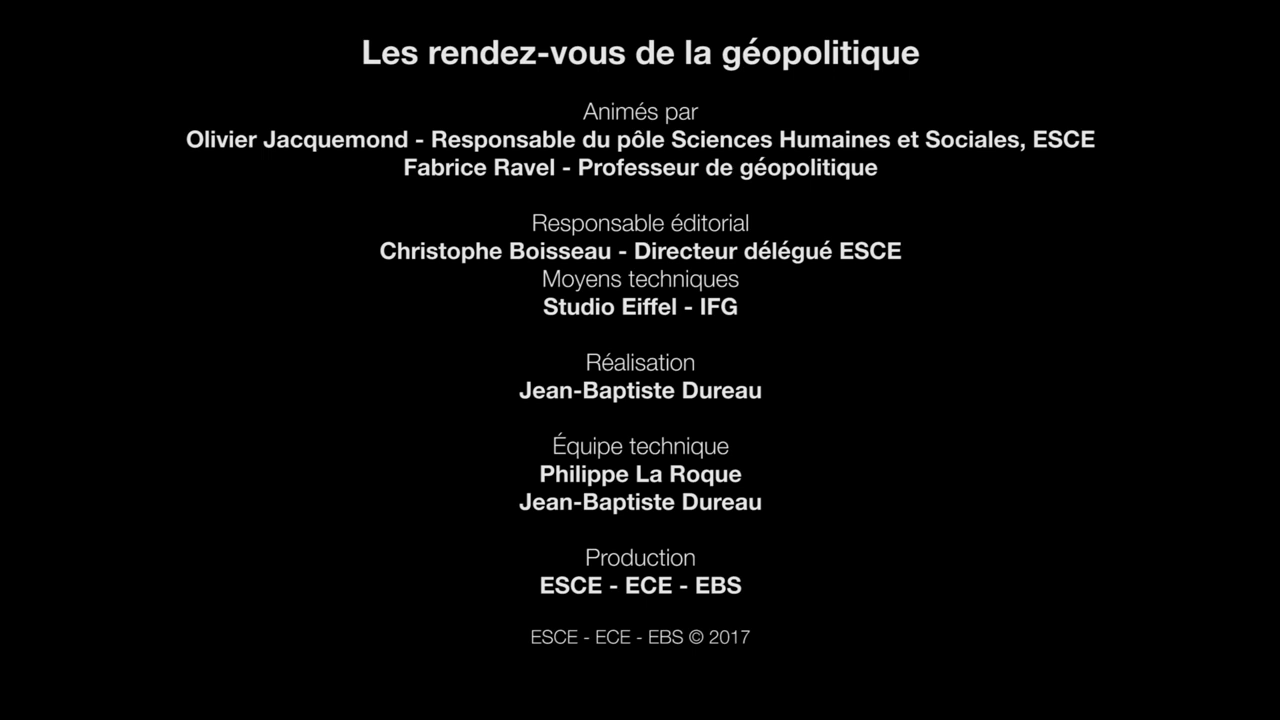 Les rendez-vous de la géopolitique
Animés par
Olivier Jacquemond - Responsable du pôle Sciences Humaines et Sociales, ESCE
Fabrice Ravel - Professeur de géopolitique
Responsable éditorial
Christophe Boisseau - Directeur délégué ESCE
Moyens techniques
Studio Eiffel - IFG
Réalisation
Jean-Baptiste Dureau
Équipe technique
Philippe La Roque
Jean-Baptiste Dureau
Production
ESCE - ECE - EBS
ESCE - ECE - EBS © 2017